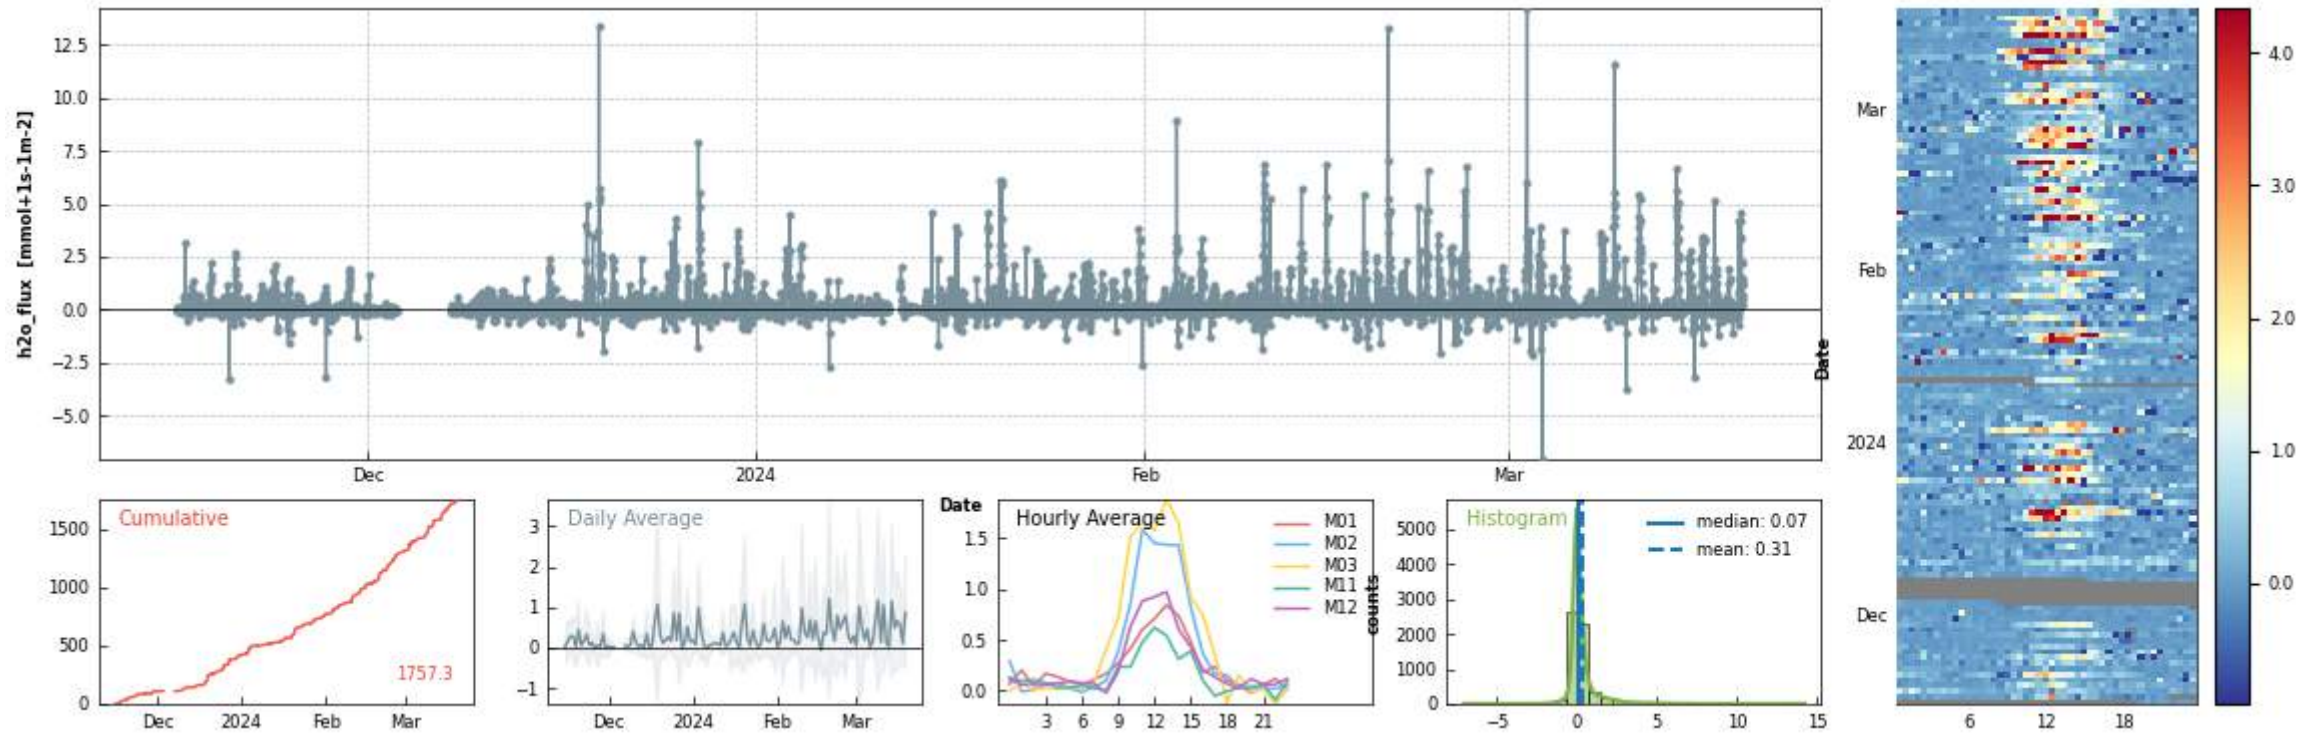 h2o_flux [mmol+1s-1m-2]
12.5
10.0
7.5
5.0
2.5
0.0
−2.5
−5.0
Dec
2024
Feb
Mar
Date
Cumulative
1500
1000
500
0
1757.3
Dec
2024
Feb
Mar
Daily Average
3
2
1
0
−1
Dec
2024
Feb
Mar
Hourly Average
1.5
1.0
0.5
0.0
3 6 9 12 15 18 21
M01
M02
M03
M11
M12
counts
Histogram
5000
4000
3000
2000
1000
0
−5 0 5 10 15
median: 0.07
mean: 0.31
Date
Mar
Feb
2024
Dec
6 12 18
4.0
3.0
2.0
1.0
0.0